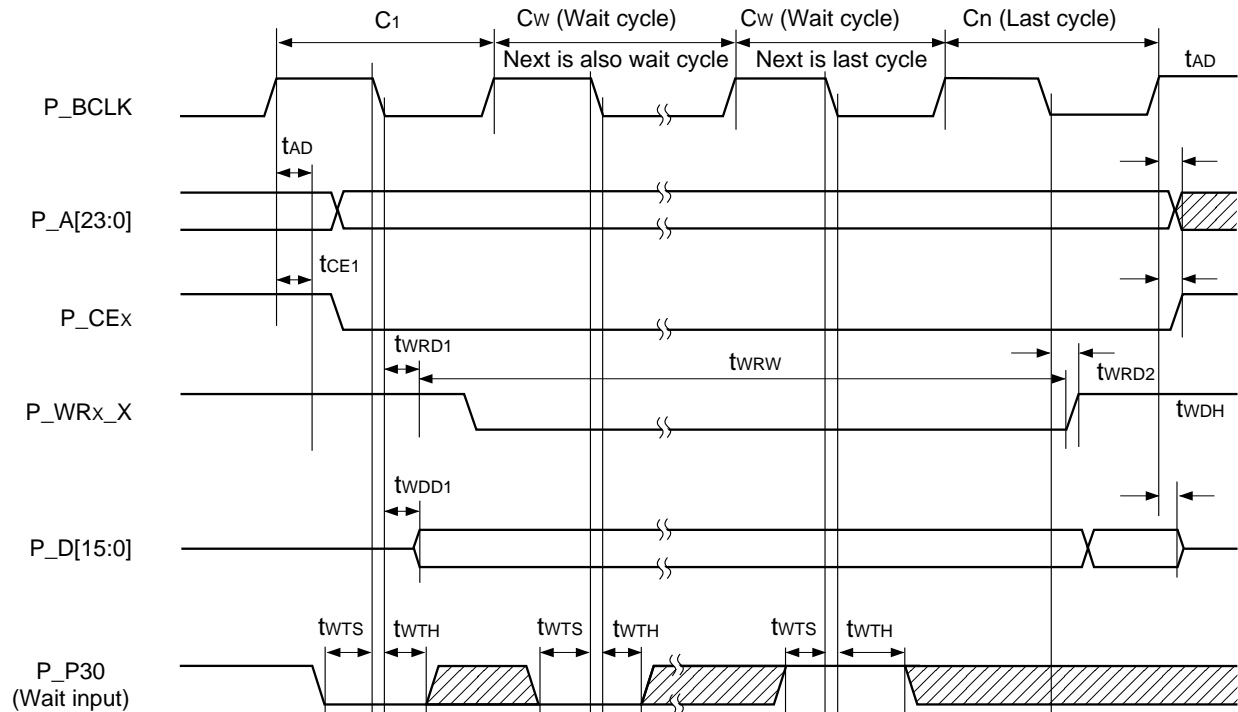 C1
CW (Wait cycle)
CW (Wait cycle)
Cn (Last cycle)
Next is also wait cycle
Next is last cycle
tAD
P_BCLK
tAD
P_A[23:0]
tCE1
P_CEx
tWRD1
tWRW
tWRD2
P_WRx_X
tWDH
tWDD1
P_D[15:0]
tWTS
tWTH
tWTS
tWTH
tWTS
tWTH
P_P30
(Wait input)